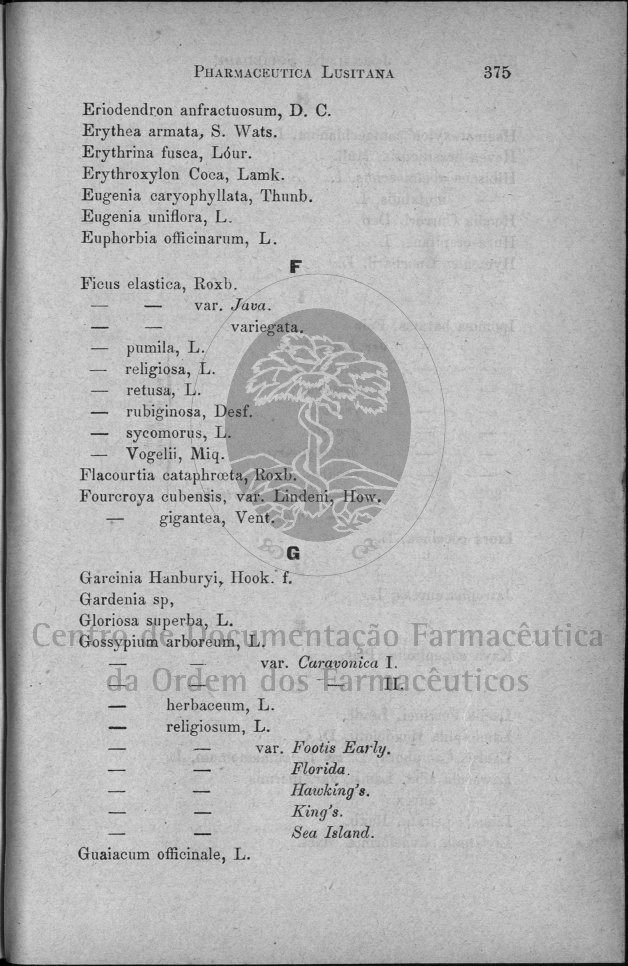 Pharmaceutica Lusitana 375
Eriodendron anfractuosum, D. C.
Erythea armata, S. Wats.
Erythrina fusca, Lóur.
Erythroxylon Coca, Lamk.
Eugenia caryophyllata, Thunb.
Eugenia uniflora, L.
Euphorbia officinarum, L.
F
Ficus elastica, Roxb.
— — var. Java.
— — variegata.
— pumila, L.
— religiosa, L.
— retusa, L.
— rubiginosa, Desf.
— sycomorus, L.
— Vogelii, Miq.
Flacourtia cataphrœta, Roxb.
Fourcroya cubensis, var. Lindeni, How.
— gigantea, Vent.
G
Garcinia Hanburyi, Hook. f.
Gardenia sp,
Gloriosa superba, L.
Centro de Documentação Farmacêutica
Gossypium arboreum, L.
— — var. Caravonica I.
da Ordem dos Farmacêuticos
— — — II.
— herbaceum, L.
— religiosum, L.
— — var. Footis Early.
— — Florida.
— — Hawking's.
— — King's.
— — Sea Island.
Guaiacum officinale, L.